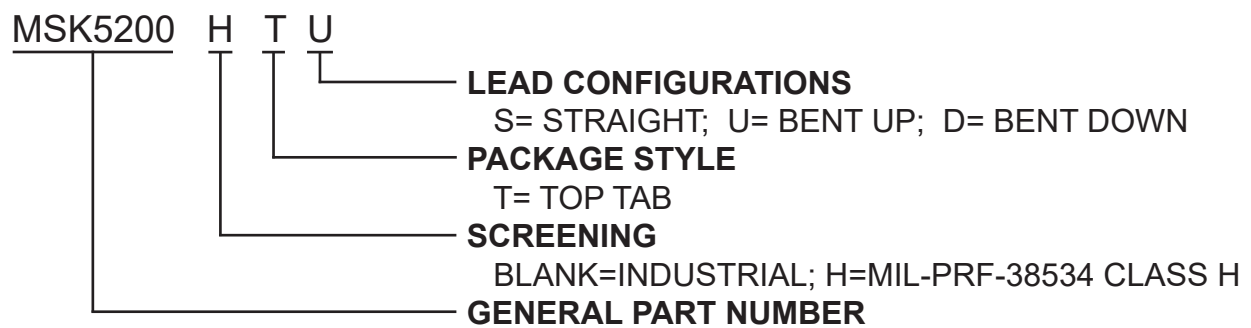 MSK5200 H T U
LEAD CONFIGURATIONS
S= STRAIGHT; U= BENT UP; D= BENT DOWN
PACKAGE STYLE
T= TOP TAB
SCREENING
BLANK=INDUSTRIAL; H=MIL-PRF-38534 CLASS H
GENERAL PART NUMBER